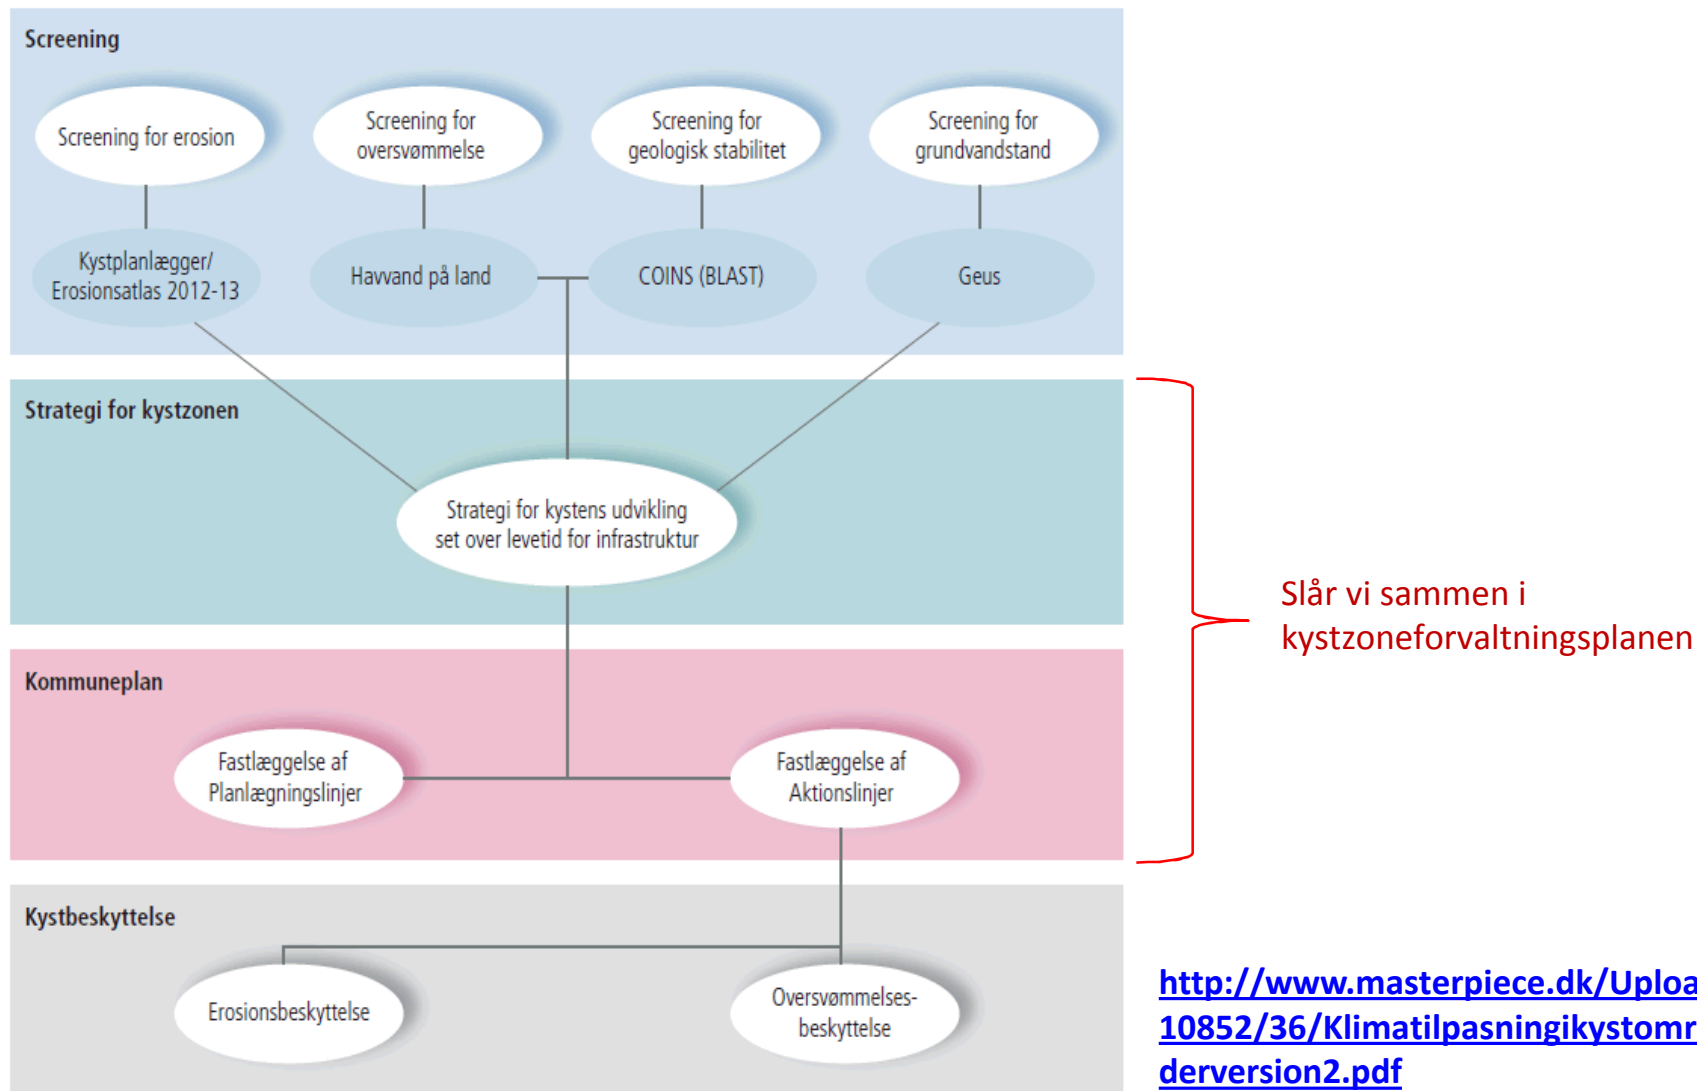 Screening
Screening for erosion
Screening for
oversvømmelse
Screening for
geologisk stabilitet
Screening for
grundvandstand
Kystplanlægger/
Erosionsatlas 2012-13
Havvand på land
COINS (BLAST)
Geus
Strategi for kystzonen
Strategi for kystens udvikling
set over levetid for infrastruktur
Slår vi sammen i
kystzoneforvaltningsplanen
Kommuneplan
Fastlæggelse af
Planlægningslinjer
Fastlæggelse af
Aktionslinjer
Kystbeskyttelse
Erosionsbeskyttelse
Oversvømmelses-
beskyttelse
http://www.masterpiece.dk/Uploa
10852/36/Klimatilpasningikystomr
derversion2.pdf